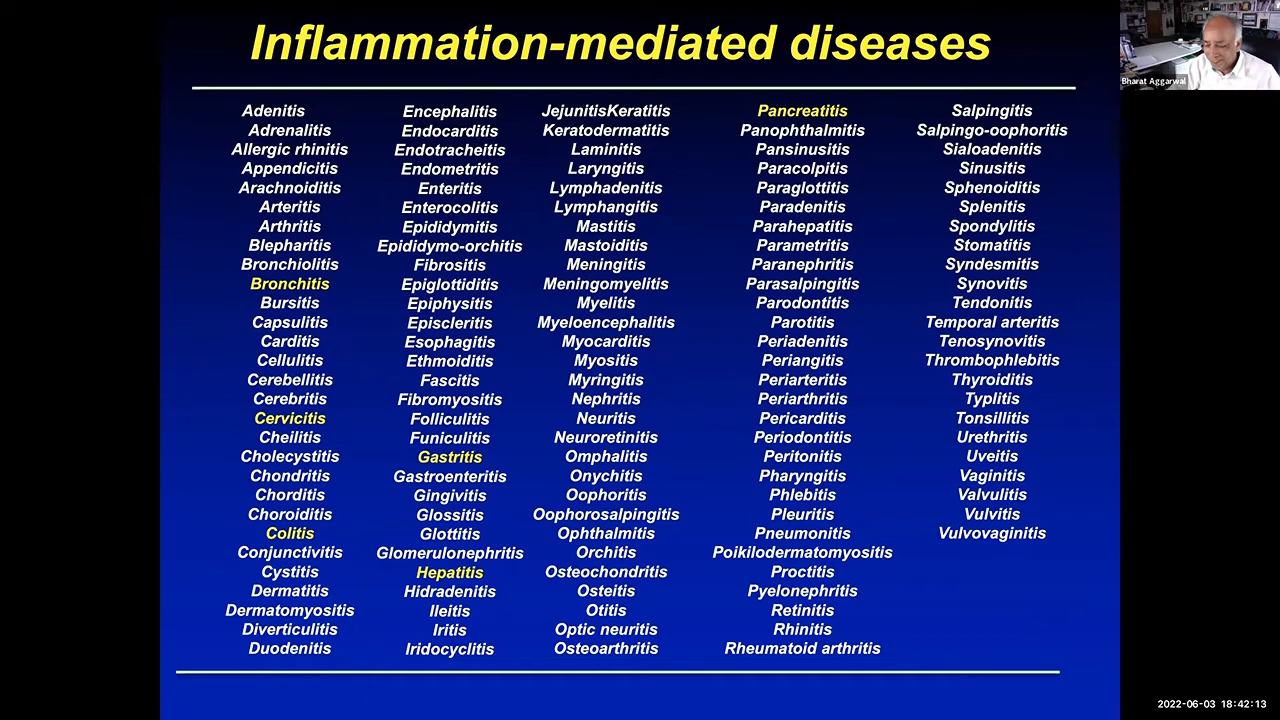 Inflammation-mediated diseases
Bharat Aggarwal
Adenitis
Adrenalitis
Allergic rhinitis
Appendicitis
Arachnoiditis
Arteritis
Arthritis
Blepharitis
Bronchiolitis
Bronchitis
Bursitis
Capsulitis
Carditis
Cellulitis
Cerebellitis
Cerebritis
Cervicitis
Cheilitis
Cholecystitis
Chondritis
Chorditis
Choroiditis
Colitis
Conjunctivitis
Cystitis
Dermatitis
Dermatomyositis
Diverticulitis
Duodenitis
Encephalitis
Endocarditis
Endotracheitis
Endometritis
Enteritis
Enterocolitis
Epididymitis
Epididymo-orchitis
Fibrositis
Epiglottiditis
Epiphysitis
Episcleritis
Esophagitis
Ethmoiditis
Fascitis
Fibromyositis
Folliculitis
Funiculitis
Gastritis
Gastroenteritis
Gingivitis
Glossitis
Glottitis
Glomerulonephritis
Hepatitis
Hidradenitis
Ileitis
Iritis
Iridocyclitis
JejunitisKeratitis
Keratodermatitis
Laminitis
Laryngitis
Lymphadenitis
Lymphangitis
Mastitis
Mastoiditis
Meningitis
Meningomyelitis
Myelitis
Myeloencephalitis
Myocarditis
Myositis
Myringitis
Nephritis
Neuritis
Neuroretinitis
Omphalitis
Onychitis
Oophoritis
Oophorosalpingitis
Ophthalmitis
Orchitis
Osteochondritis
Osteitis
Otitis
Optic neuritis
Osteoarthritis
Pancreatitis
Panophthalmitis
Pansinusitis
Paracolpitis
Paraglottitis
Paradenitis
Parahepatitis
Parametritis
Paranephritis
Parasalpingitis
Parodontitis
Parotitis
Periadenitis
Periangitis
Periarteritis
Periarthritis
Pericarditis
Periodontitis
Peritonitis
Pharyngitis
Phlebitis
Pleuritis
Pneumonitis
Poikilodermatomyositis
Proctitis
Pyelonephritis
Retinitis
Rhinitis
Rheumatoid arthritis
Salpingitis
Salpingo-oophoritis
Sialoadenitis
Sinusitis
Sphenoiditis
Splenitis
Spondylitis
Stomatitis
Syndesmitis
Synovitis
Tendonitis
Temporal arteritis
Tenosynovitis
Thrombophlebitis
Thyroiditis
Typlitis
Tonsillitis
Urethritis
Uveitis
Vaginitis
Valvulitis
Vulvitis
Vulvovaginitis
2022-06-03 18:42:13